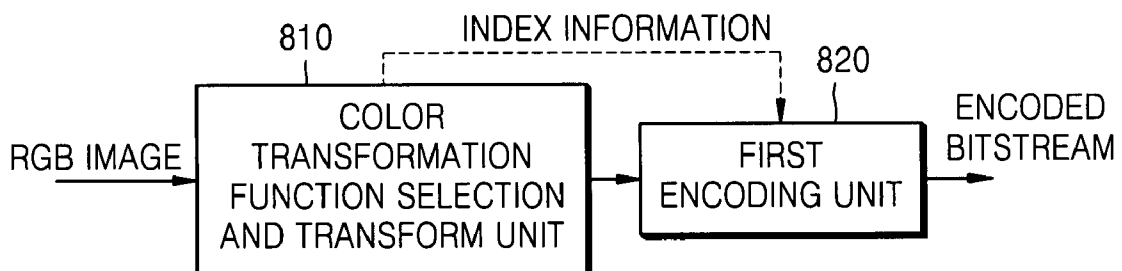 INDEX INFORMATION
810
820
RGB IMAGE
COLOR
TRANSFORMATION
FUNCTION SELECTION
AND TRANSFORM UNIT
FIRST
ENCODING UNIT
ENCODED
BITSTREAM